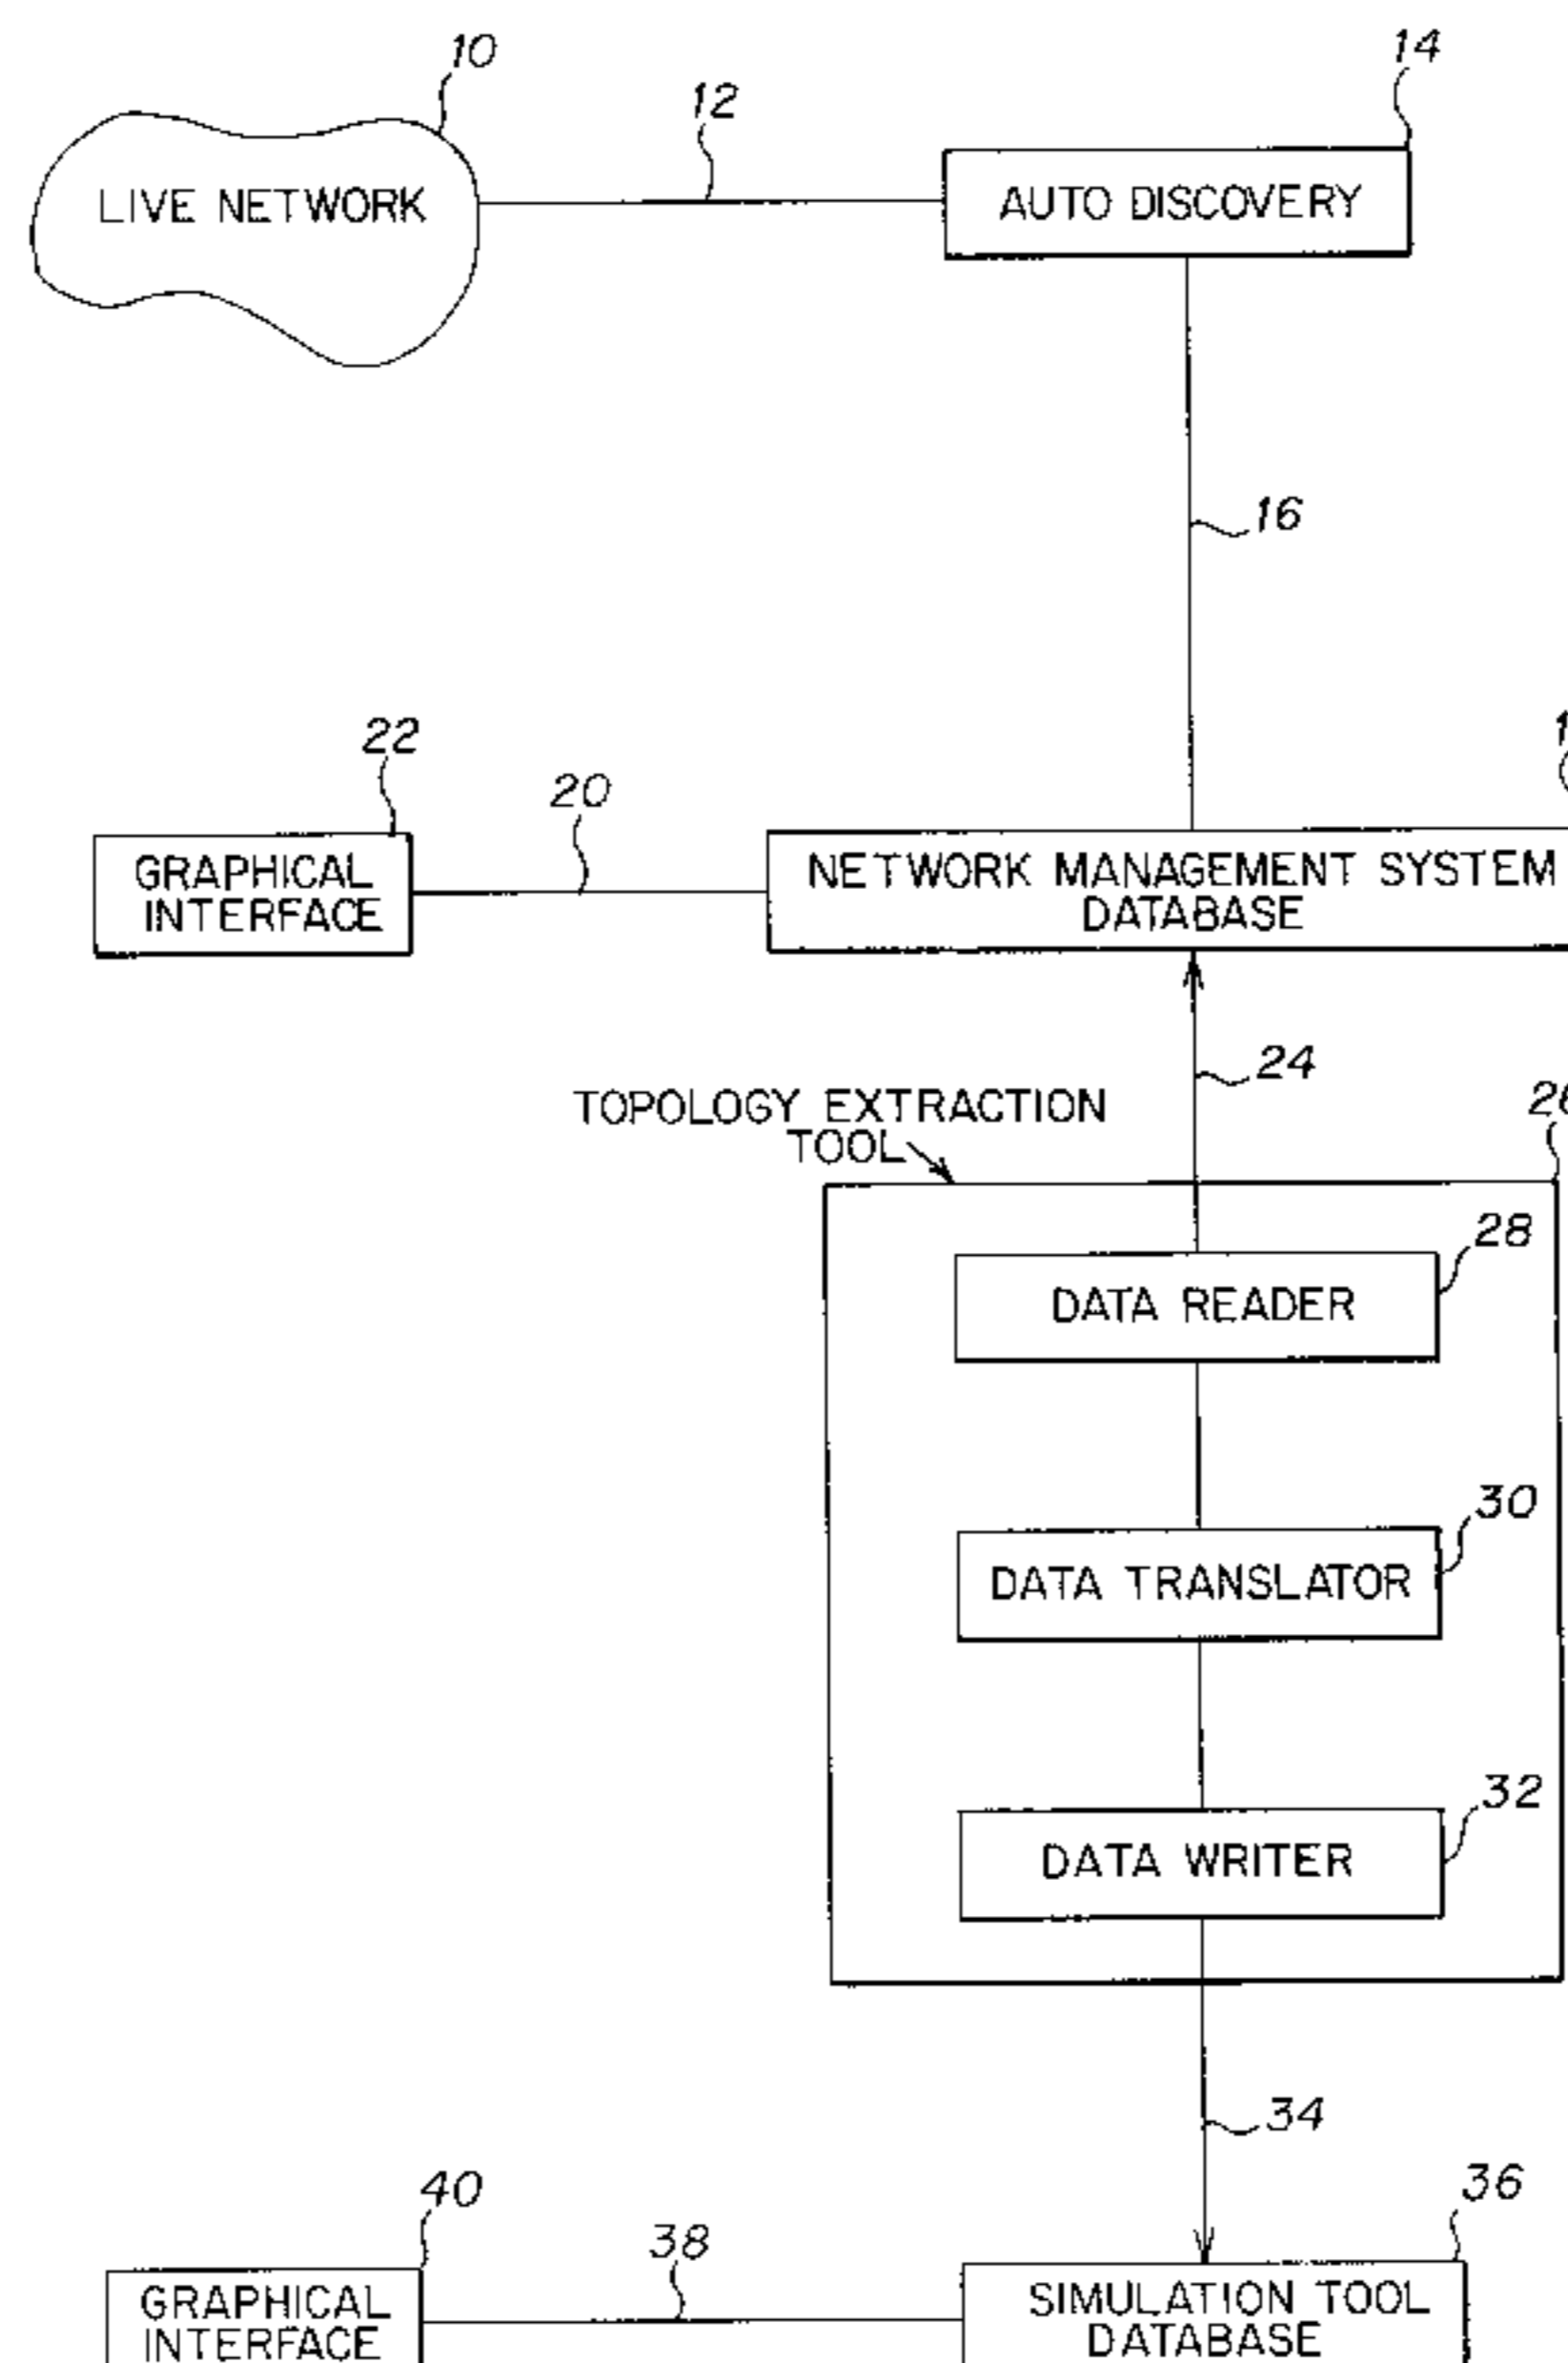 10
12
14
LIVE NETWORK
AUTO DISCOVERY
16
22
20
NETWORK MANAGEMENT SYSTEM
DATABASE
GRAPHICAL
INTERFACE
24
TOPOLOGY EXTRACTION
TOOL
28
DATA READER
30
DATA TRANSLATOR
32
DATA WRITER
34
36
40
38
SIMULATION TOOL
DATABASE
GRAPHICAL
INTERFACE